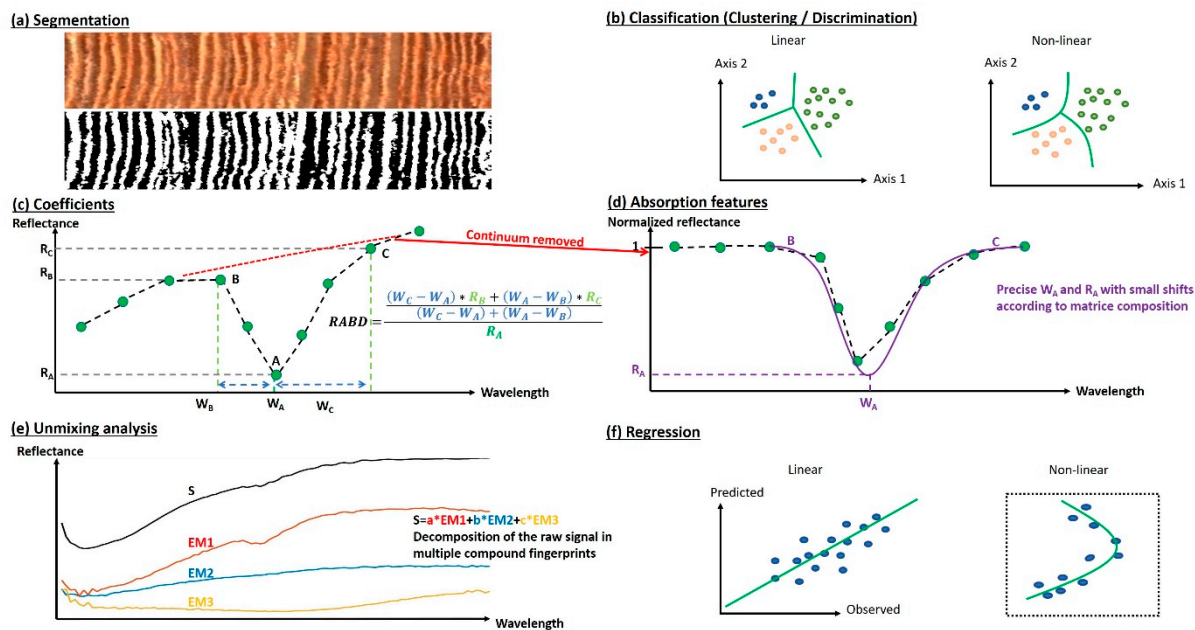 (a) Segmentation
(b) Classification (Clustering / Discrimination)
Linear
Non-linear
Axis 2
Axis 2
Axis 1
Axis 1
(c) Coefficients
Reflectance
R_C
R_B
R_A
B
C
A
Continuum removed
RABD = \frac{\frac{(W_C − W_A) * R_B + (W_A − W_B) * R_C}{(W_C − W_A) + (W_A − W_B)}}{R_A}
Wavelength
W_B
W_A
W_C
(d) Absorption features
Normalized reflectance
1
B
C
Precise W_A and R_A with small shifts
according to matrice composition
R_A
Wavelength
W_A
(e) Unmixing analysis
Reflectance
S
EM1
EM2
EM3
S=a*EM1+b*EM2+c*EM3
Decomposition of the raw signal in
multiple compound fingerprints
Wavelength
(f) Regression
Linear
Non-linear
Predicted
Observed